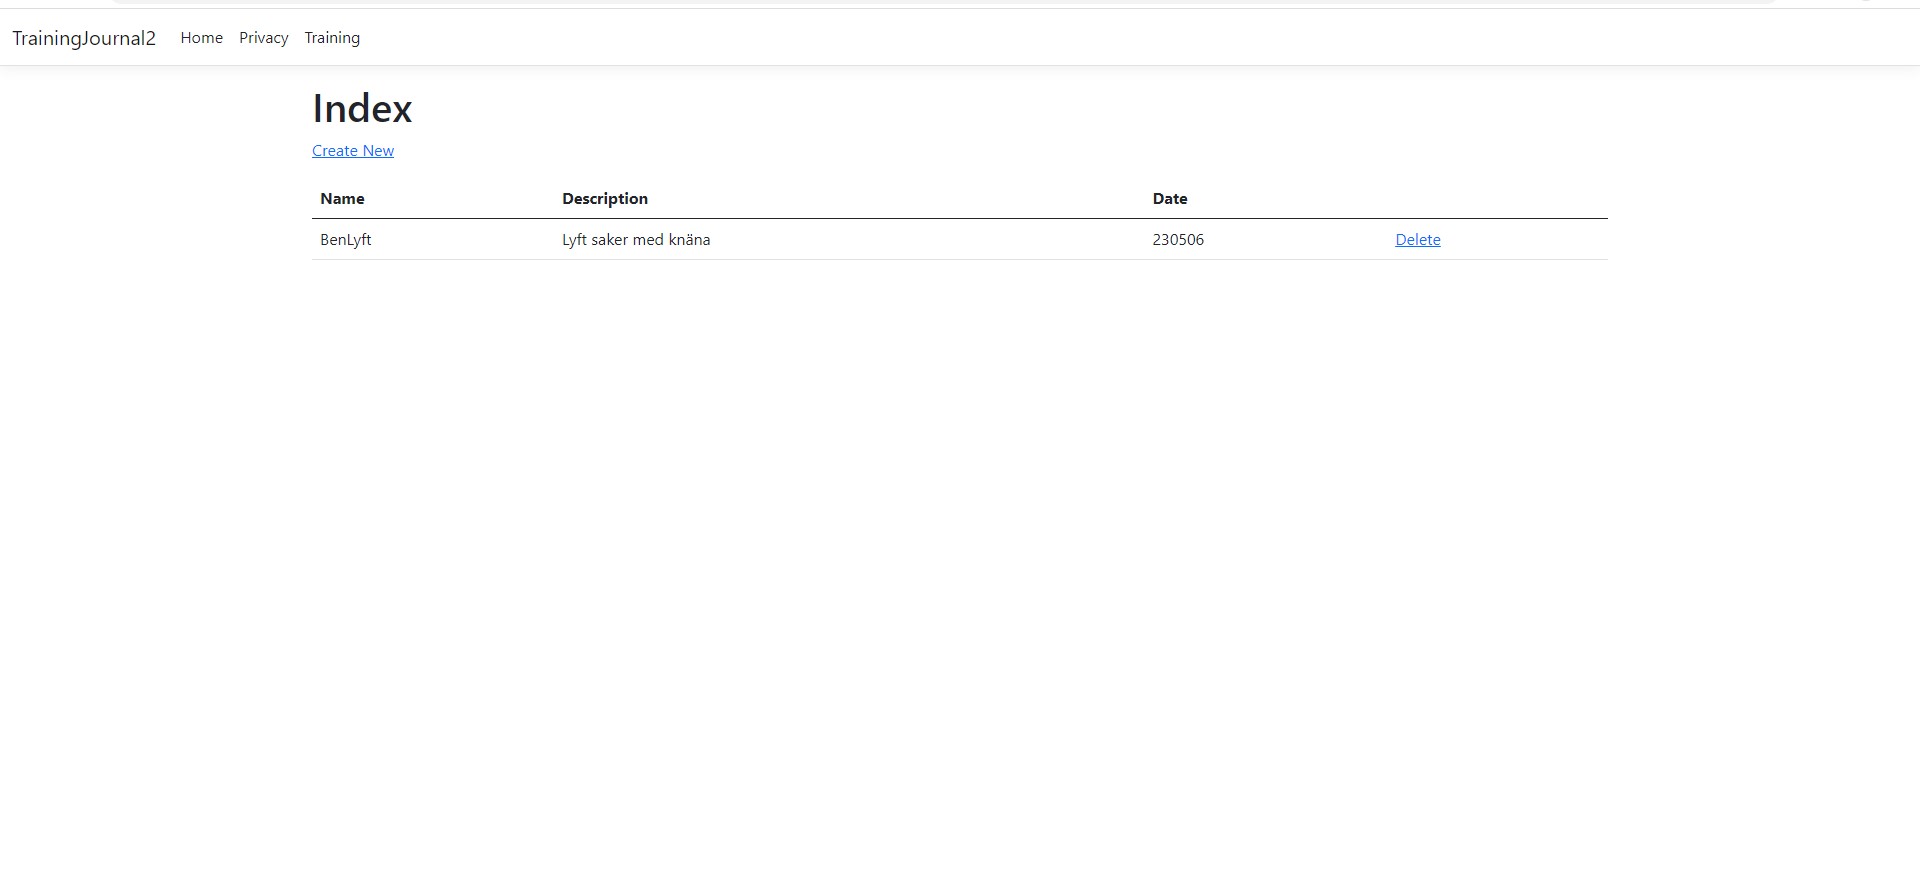 TrainingJournal2 Home Privacy Training
Index
Create New
Name Description Date
BenLyft Lyft saker med knäna 230506 Delete